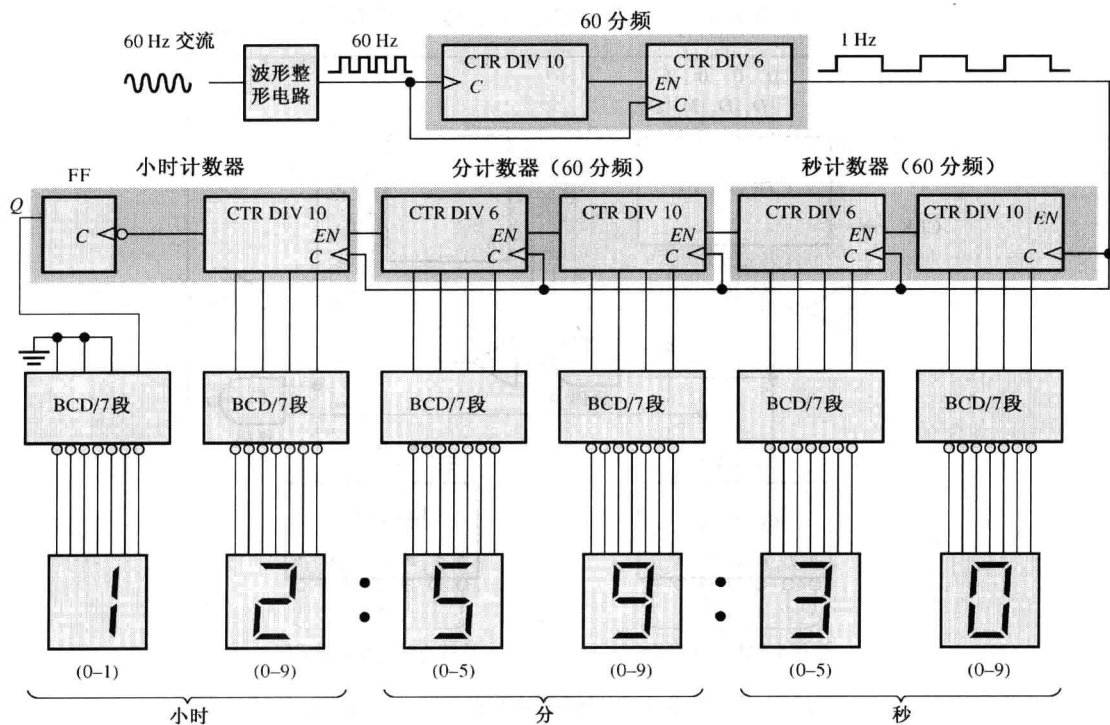 60 分频
60 Hz 交流
60 Hz
1 Hz
波形整
形电路
CTR DIV 10
C
CTR DIV 6
EN
C
小时计数器
分计数器（60 分频）
秒计数器（60 分频）
FF
Q
C
CTR DIV 10
EN
C
CTR DIV 6
EN
C
CTR DIV 10
EN
C
CTR DIV 6
EN
C
CTR DIV 10
EN
C
BCD/7段
BCD/7段
BCD/7段
BCD/7段
BCD/7段
BCD/7段
1 2 : 5 9 : 3 0
(0–1)
(0–9)
(0–5)
(0–9)
(0–5)
(0–9)
小时
分
秒